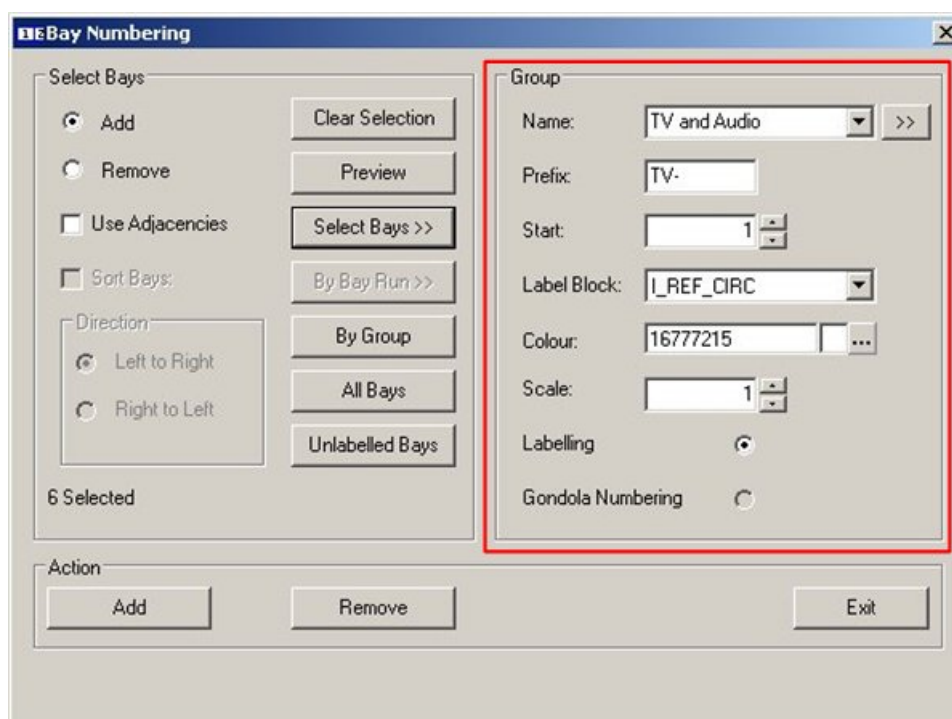 Bay Numbering
Select Bays
Add
Remove
Use Adjacencies
Sort Bays:
Direction
Left to Right
Right to Left
6 Selected
Clear Selection
Preview
Select Bays >>
By Bay Run >>
By Group
All Bays
Unlabelled Bays
Group
Name: TV and Audio >>
Prefix: TV-
Start: 1
Label Block: I_REF_CIRC
Colour: 16777215 ...
Scale: 1
Labelling
Gondola Numbering
Action
Add Remove Exit